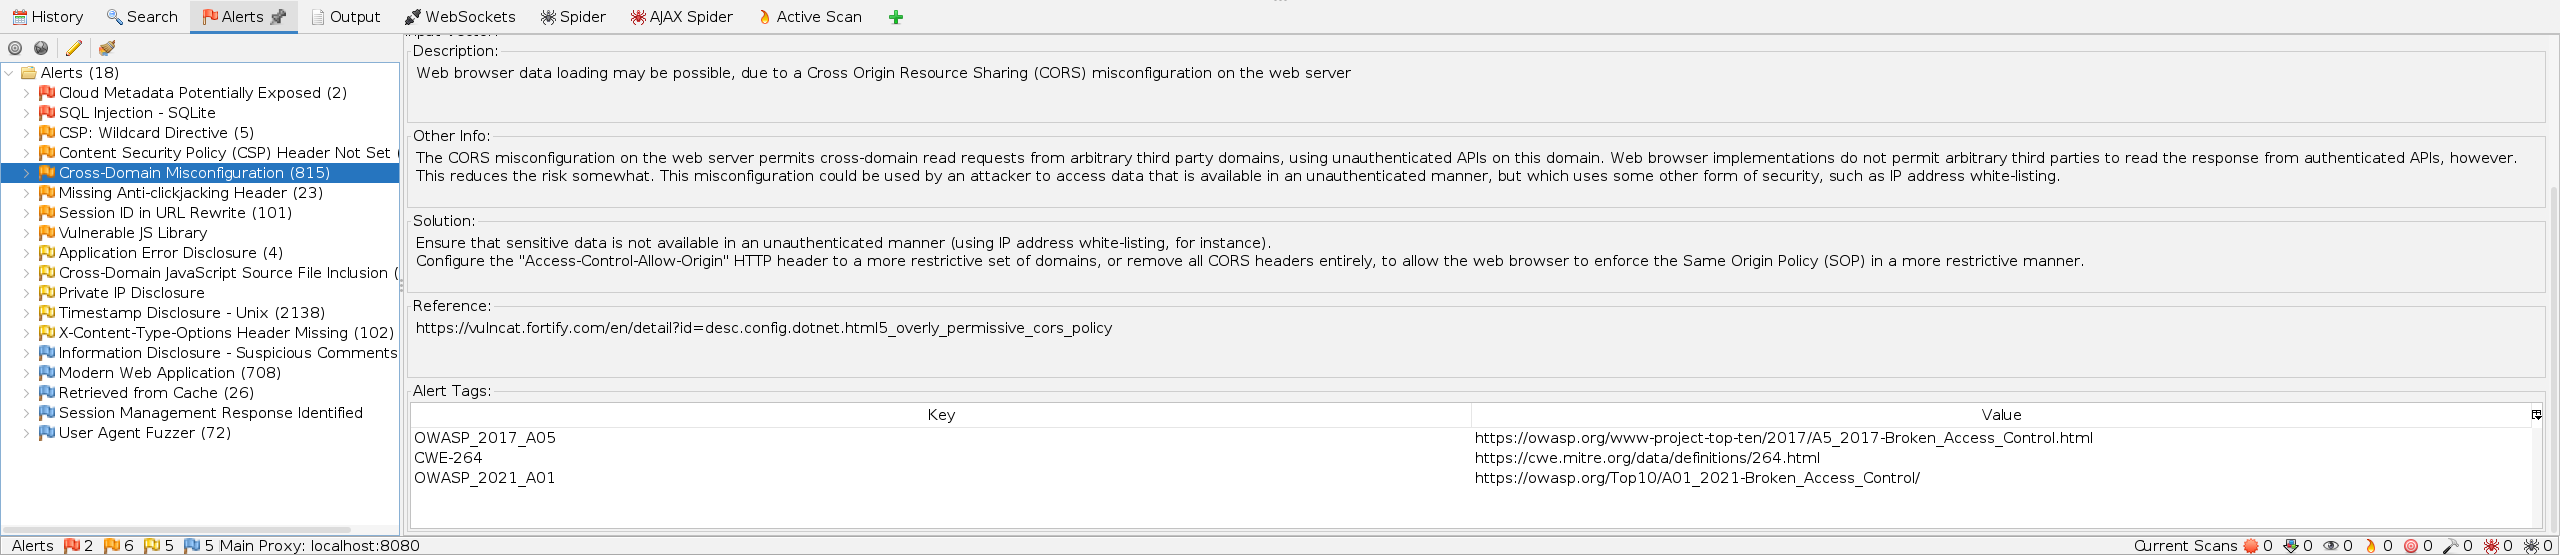 History Search Alerts Output WebSockets Spider AJAX Spider Active Scan
Alerts (18)
Cloud Metadata Potentially Exposed (2)
SQL Injection - SQLite
CSP: Wildcard Directive (5)
Content Security Policy (CSP) Header Not Set (
Cross-Domain Misconfiguration (815)
Missing Anti-clickjacking Header (23)
Session ID in URL Rewrite (101)
Vulnerable JS Library
Application Error Disclosure (4)
Cross-Domain JavaScript Source File Inclusion (
Private IP Disclosure
Timestamp Disclosure - Unix (2138)
X-Content-Type-Options Header Missing (102)
Information Disclosure - Suspicious Comments
Modern Web Application (708)
Retrieved from Cache (26)
Session Management Response Identified
User Agent Fuzzer (72)
Description:
Web browser data loading may be possible, due to a Cross Origin Resource Sharing (CORS) misconfiguration on the web server
Other Info:
The CORS misconfiguration on the web server permits cross-domain read requests from arbitrary third party domains, using unauthenticated APIs on this domain. Web browser implementations do not permit arbitrary third parties to read the response from authenticated APIs, however.
This reduces the risk somewhat. This misconfiguration could be used by an attacker to access data that is available in an unauthenticated manner, but which uses some other form of security, such as IP address white-listing.
Solution:
Ensure that sensitive data is not available in an unauthenticated manner (using IP address white-listing, for instance).
Configure the "Access-Control-Allow-Origin" HTTP header to a more restrictive set of domains, or remove all CORS headers entirely, to allow the web browser to enforce the Same Origin Policy (SOP) in a more restrictive manner.
Reference:
https://vulncat.fortify.com/en/detail?id=desc.config.dotnet.html5_overly_permissive_cors_policy
Alert Tags:
Key Value
OWASP_2017_A05 https://owasp.org/www-project-top-ten/2017/A5_2017-Broken_Access_Control.html
CWE-264 https://cwe.mitre.org/data/definitions/264.html
OWASP_2021_A01 https://owasp.org/Top10/A01_2021-Broken_Access_Control/
Alerts 2 6 5 5 Main Proxy: localhost:8080 Current Scans 0 0 0 0 0 0 0 0